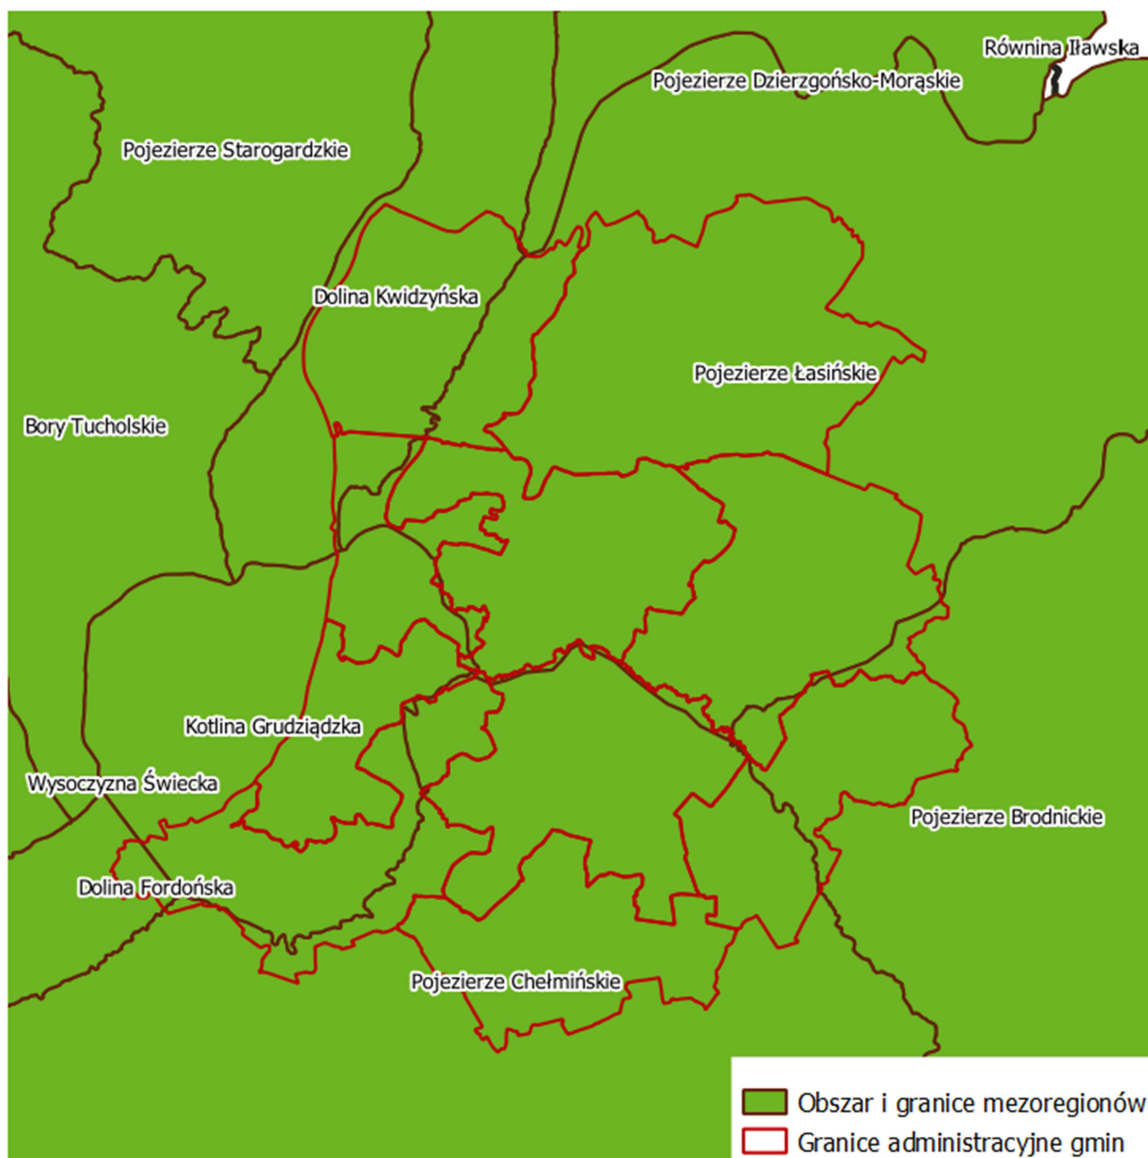 Równina Iławska
Pojezierze Dzierzgońsko-Morąskie
Pojezierze Starogardzkie
Dolina Kwidzyńska
Pojezierze Łasińskie
Bory Tucholskie
Kotlina Grudziądzka
Wysoczyzna Świecka
Pojezierze Brodnickie
Dolina Fordońska
Pojezierze Chełmińskie
Obszar i granice mezoregionów
Granice administracyjne gmin